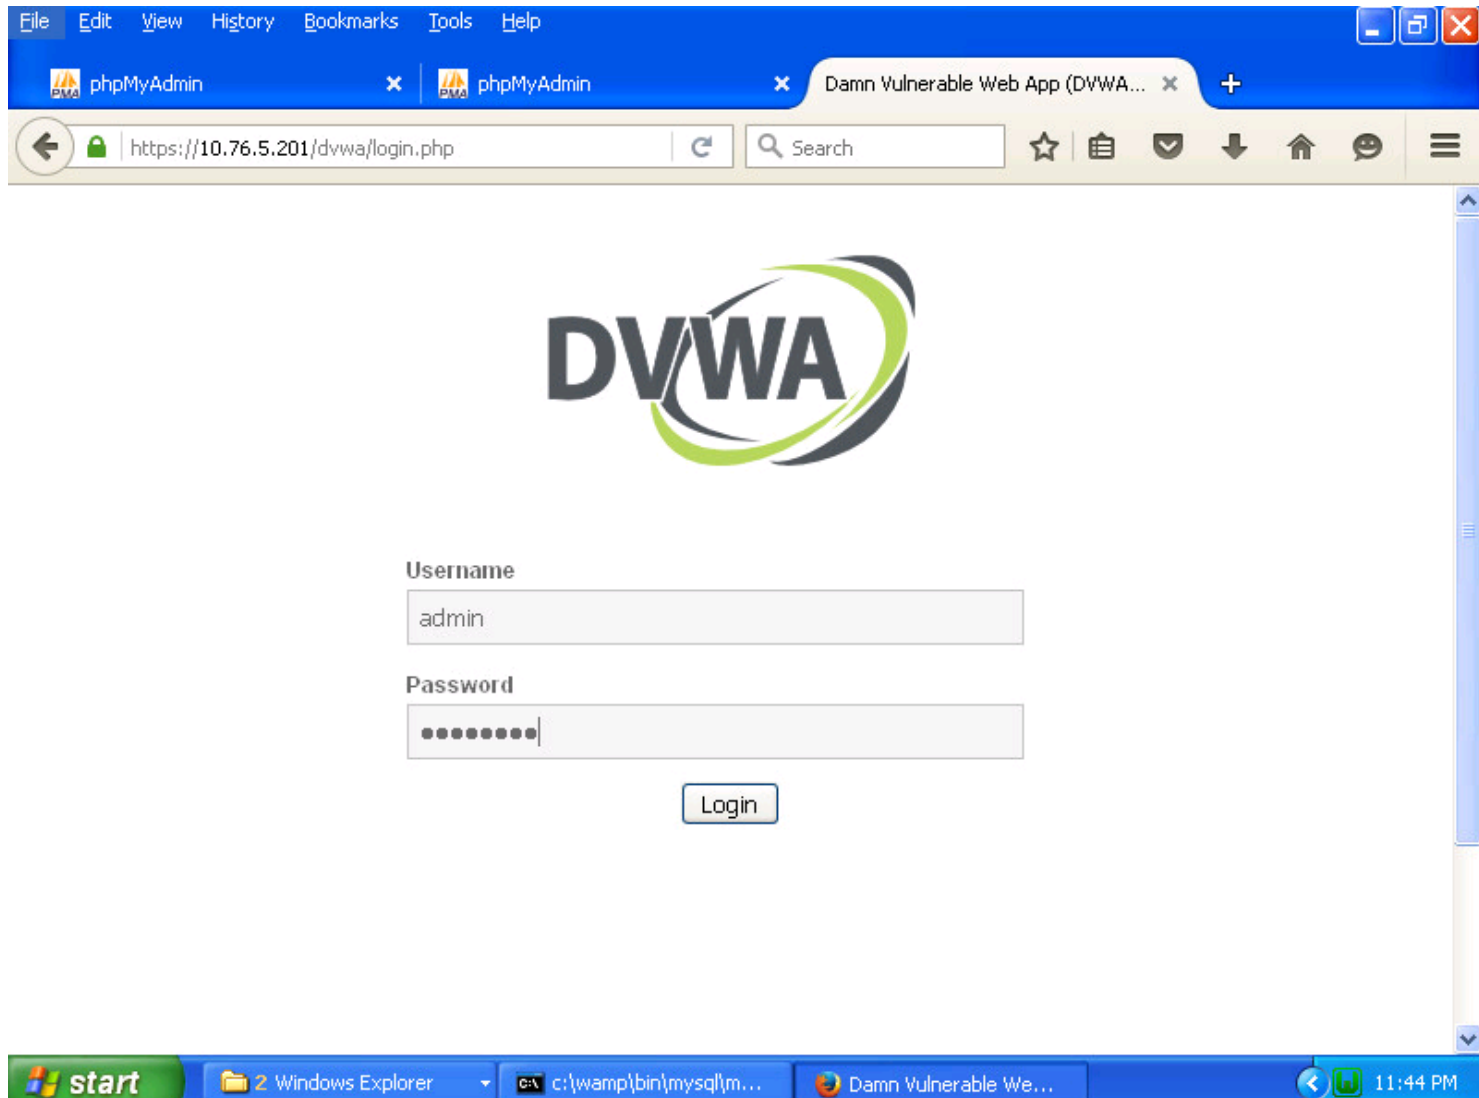 File Edit View History Bookmarks Tools Help
phpMyAdmin phpMyAdmin Damn Vulnerable Web App (DVWA...
https://10.76.5.201/dvwa/login.php Search
DVWA
Username
admin
Password
Login
start 2 Windows Explorer c:\wamp\bin\mysql\m... Damn Vulnerable We... 11:44 PM